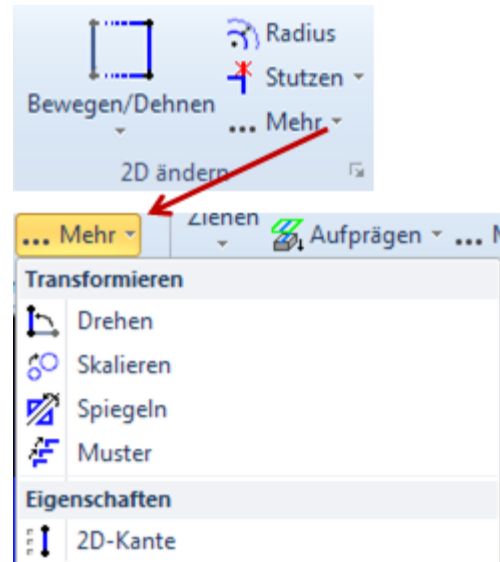 Radius
Stutzen
Bewegen/Dehnen
... Mehr
2D ändern
... Mehr
Ziehen
Aufprägen
...
Transformieren
Drehen
Skalieren
Spiegeln
Muster
Eigenschaften
2D-Kante